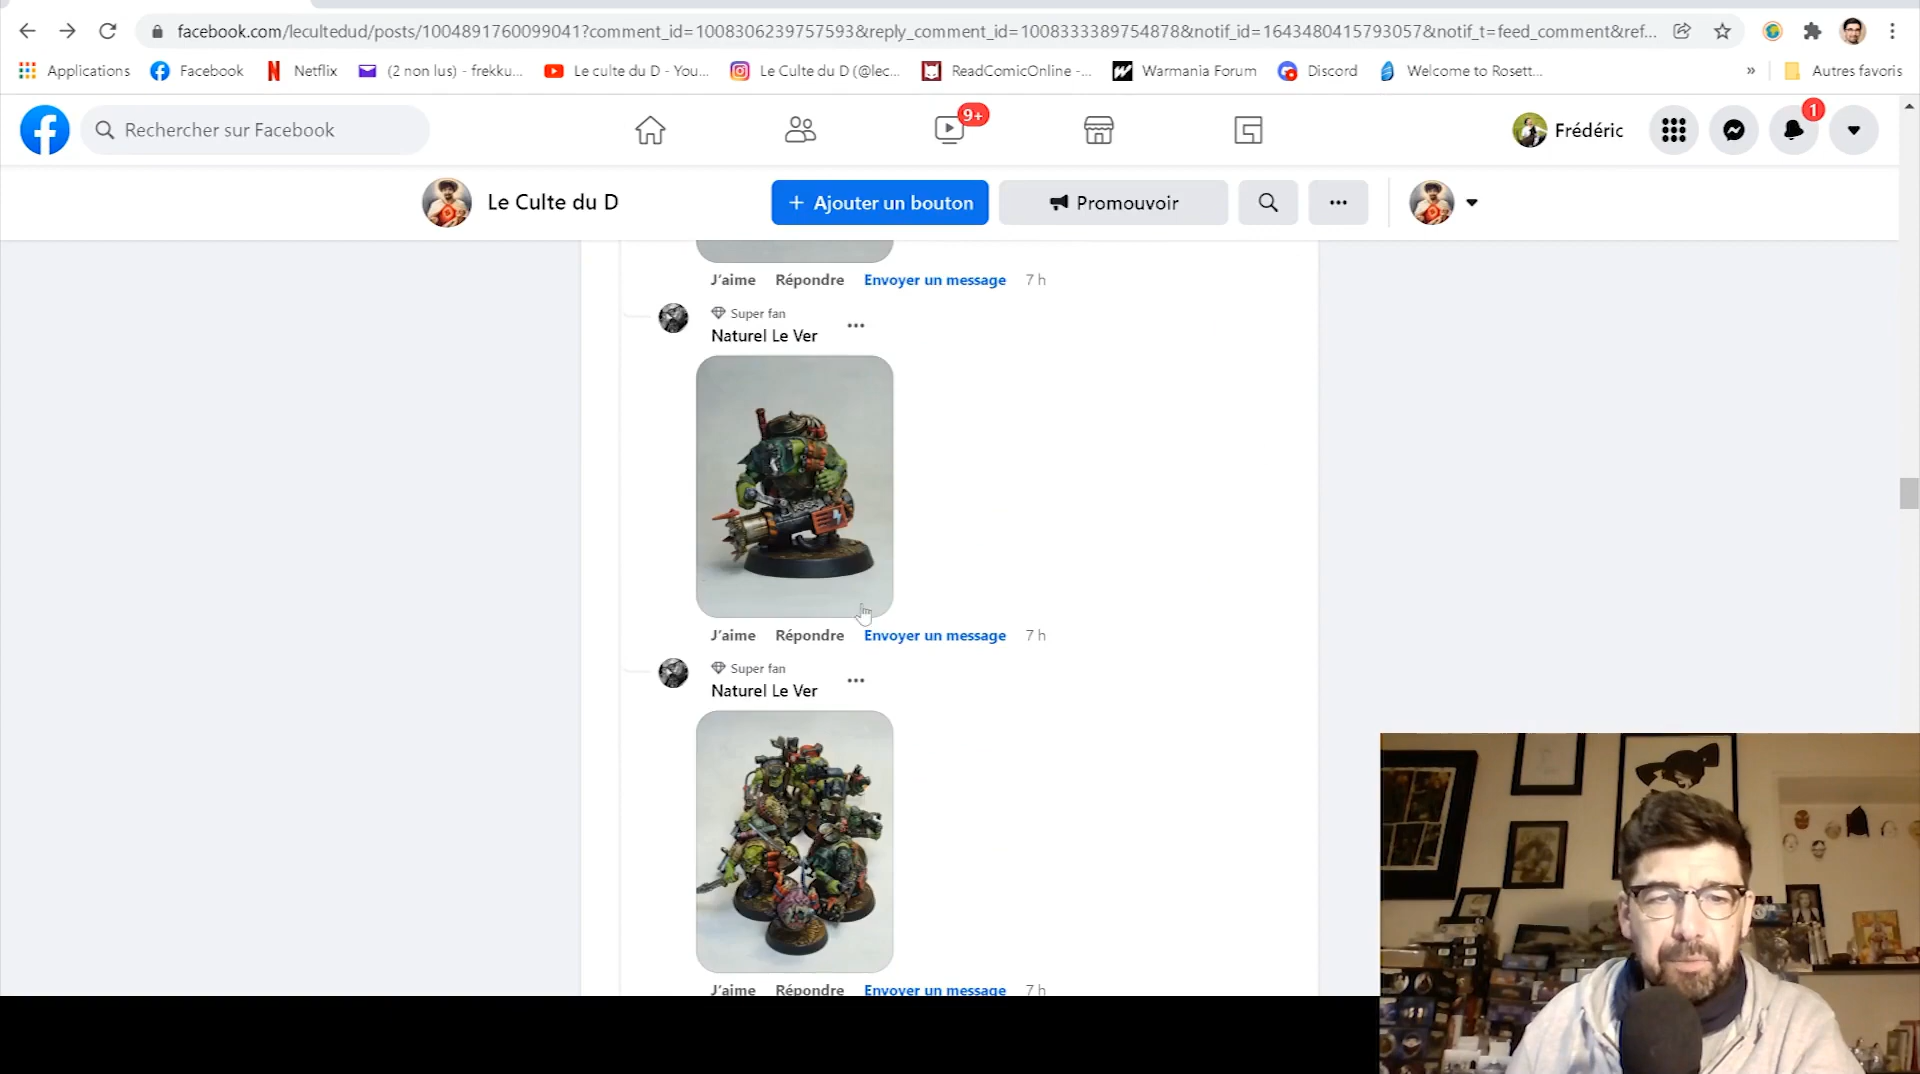 facebook.com/lecultedud/posts/1004891760099041?comment_id=1008306239757593&reply_comment_id=1008333389754878&notif_id=1643480415793057&notif_t=feed_comment&ref...
Applications Facebook Netflix (2 non lus) - frekku... Le culte du D - You... Le Culte du D (@lec... ReadComicOnline -... Warmania Forum Discord Welcome to Rosett... » Autres favoris
Rechercher sur Facebook 9+ Frédéric 1
Le Culte du D + Ajouter un bouton Promouvoir
J'aime Répondre Envoyer un message 7 h
Super fan
Naturel Le Ver
J'aime Répondre Envoyer un message 7 h
Super fan
Naturel Le Ver
J'aime Répondre Envoyer un message 7 h